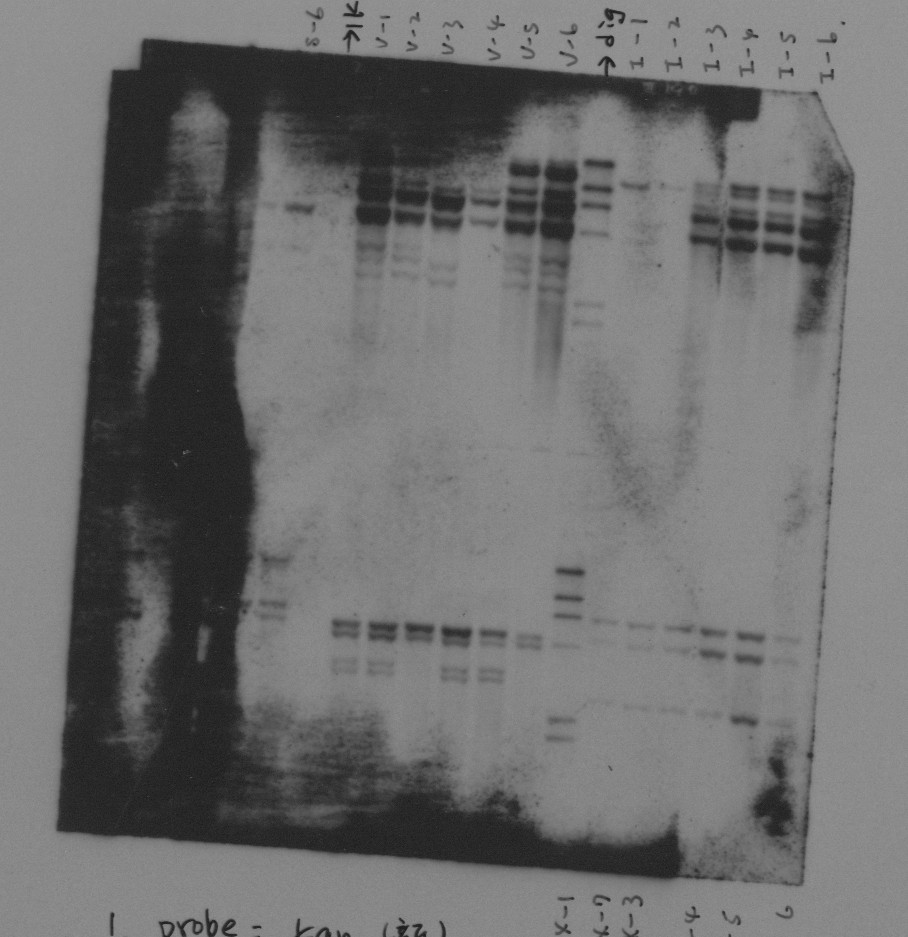 8-6 →1K V-1 V-2 V-3 V-4 V-5 V-6 →dig I-1 I-2 I-3 I-4 I-5 I-6.
X-1 X-7 X-3 -4 -5 6
1 probe = Kan